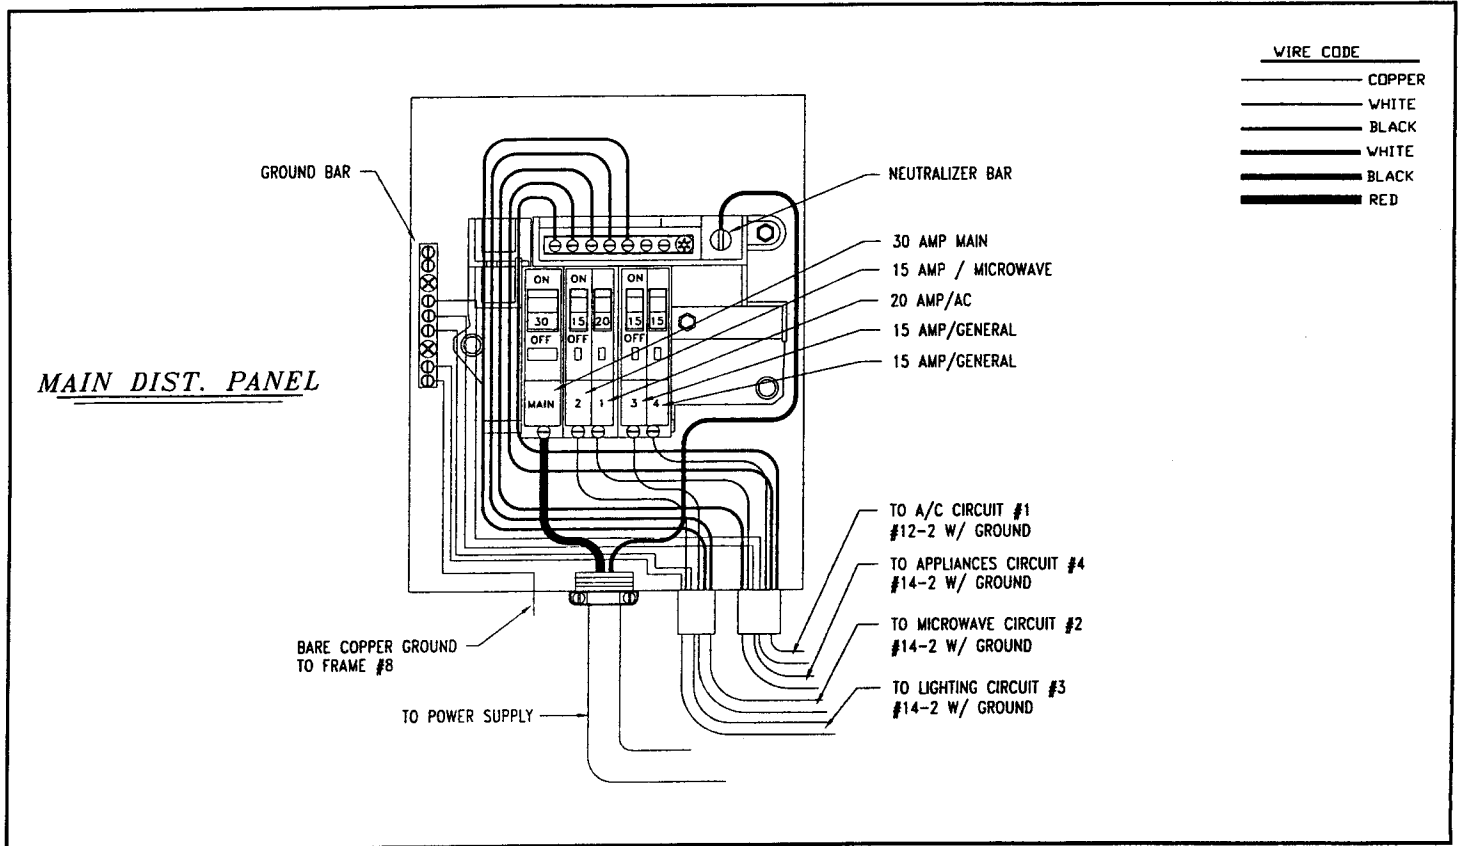 WIRE CODE
COPPER
WHITE
BLACK
WHITE
BLACK
RED
GROUND BAR
NEUTRALIZER BAR
30 AMP MAIN
15 AMP / MICROWAVE
20 AMP/AC
15 AMP/GENERAL
15 AMP/GENERAL
ON ON ON
30 15 20 15 15
OFF OFF OFF
MAIN 2 1 3 4
MAIN DIST. PANEL
TO A/C CIRCUIT #1
#12-2 W/ GROUND
TO APPLIANCES CIRCUIT #4
#14-2 W/ GROUND
TO MICROWAVE CIRCUIT #2
#14-2 W/ GROUND
TO LIGHTING CIRCUIT #3
#14-2 W/ GROUND
BARE COPPER GROUND
TO FRAME #8
TO POWER SUPPLY